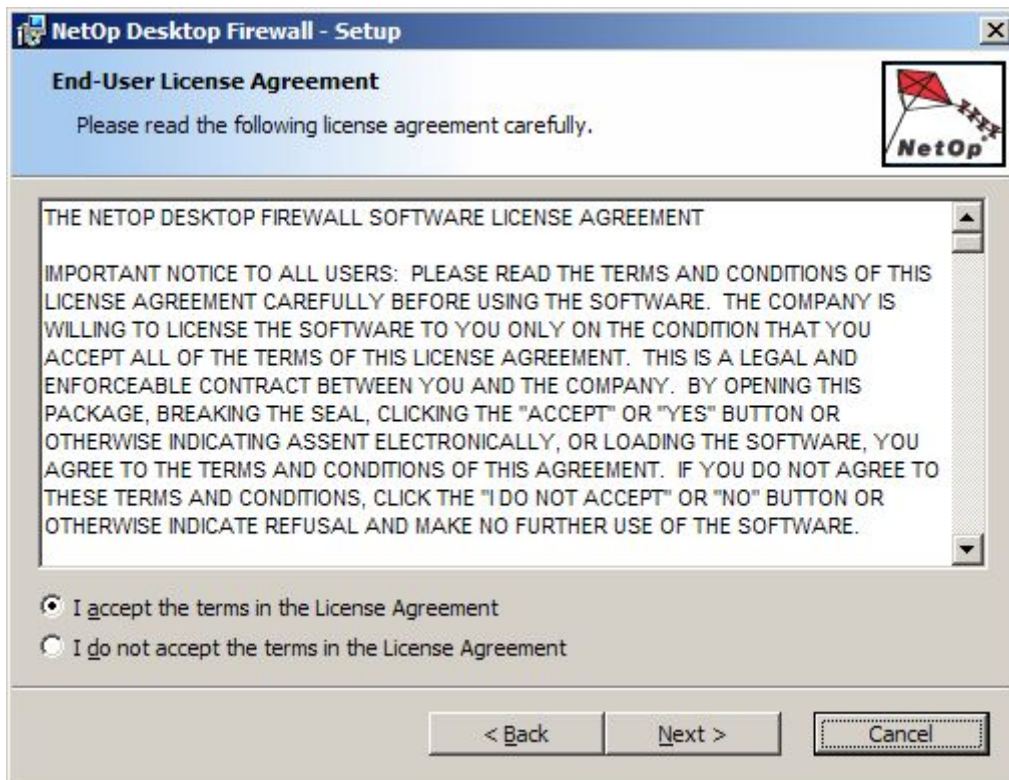 NetOp Desktop Firewall - Setup
End-User License Agreement
Please read the following license agreement carefully.
NetOp®
THE NETOP DESKTOP FIREWALL SOFTWARE LICENSE AGREEMENT
IMPORTANT NOTICE TO ALL USERS:  PLEASE READ THE TERMS AND CONDITIONS OF THIS
LICENSE AGREEMENT CAREFULLY BEFORE USING THE SOFTWARE.  THE COMPANY IS
WILLING TO LICENSE THE SOFTWARE TO YOU ONLY ON THE CONDITION THAT YOU
ACCEPT ALL OF THE TERMS OF THIS LICENSE AGREEMENT.  THIS IS A LEGAL AND
ENFORCEABLE CONTRACT BETWEEN YOU AND THE COMPANY.  BY OPENING THIS
PACKAGE, BREAKING THE SEAL, CLICKING THE "ACCEPT" OR "YES" BUTTON OR
OTHERWISE INDICATING ASSENT ELECTRONICALLY, OR LOADING THE SOFTWARE, YOU
AGREE TO THE TERMS AND CONDITIONS OF THIS AGREEMENT.  IF YOU DO NOT AGREE TO
THESE TERMS AND CONDITIONS, CLICK THE "I DO NOT ACCEPT" OR "NO" BUTTON OR
OTHERWISE INDICATE REFUSAL AND MAKE NO FURTHER USE OF THE SOFTWARE.
I accept the terms in the License Agreement
I do not accept the terms in the License Agreement
< Back Next > Cancel